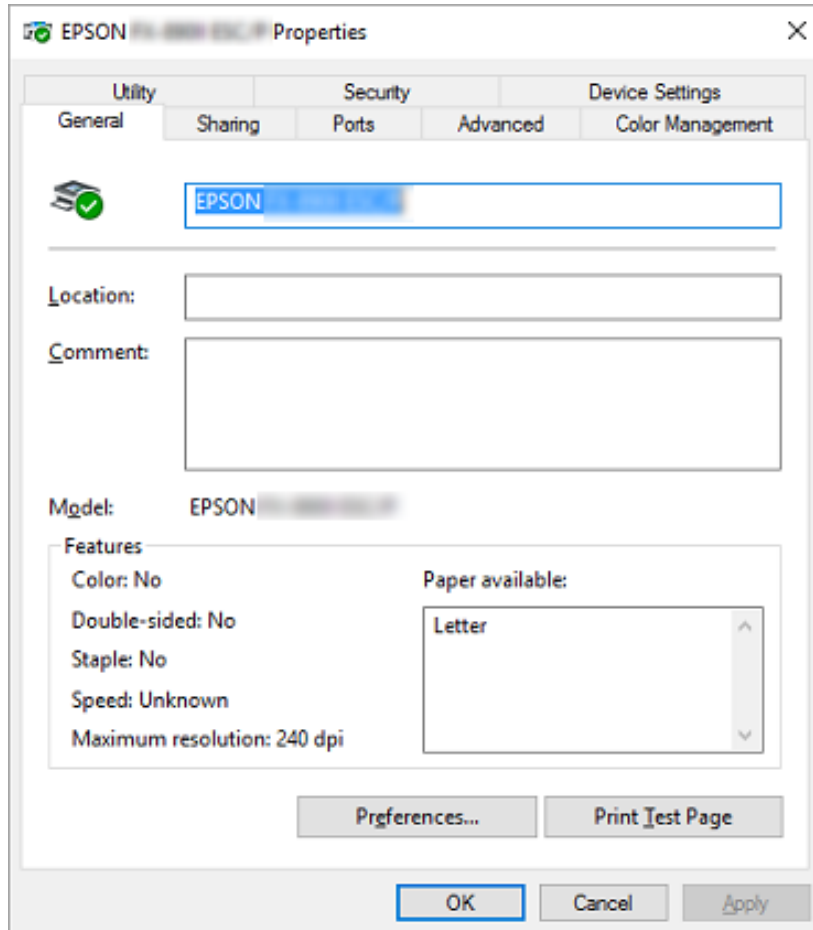 EPSON Properties
Utility Security Device Settings
General Sharing Ports Advanced Color Management
EPSON
Location:
Comment:
Model: EPSON
Features
Color: No
Paper available:
Double-sided: No
Letter
Staple: No
Speed: Unknown
Maximum resolution: 240 dpi
Preferences... Print Test Page
OK Cancel Apply